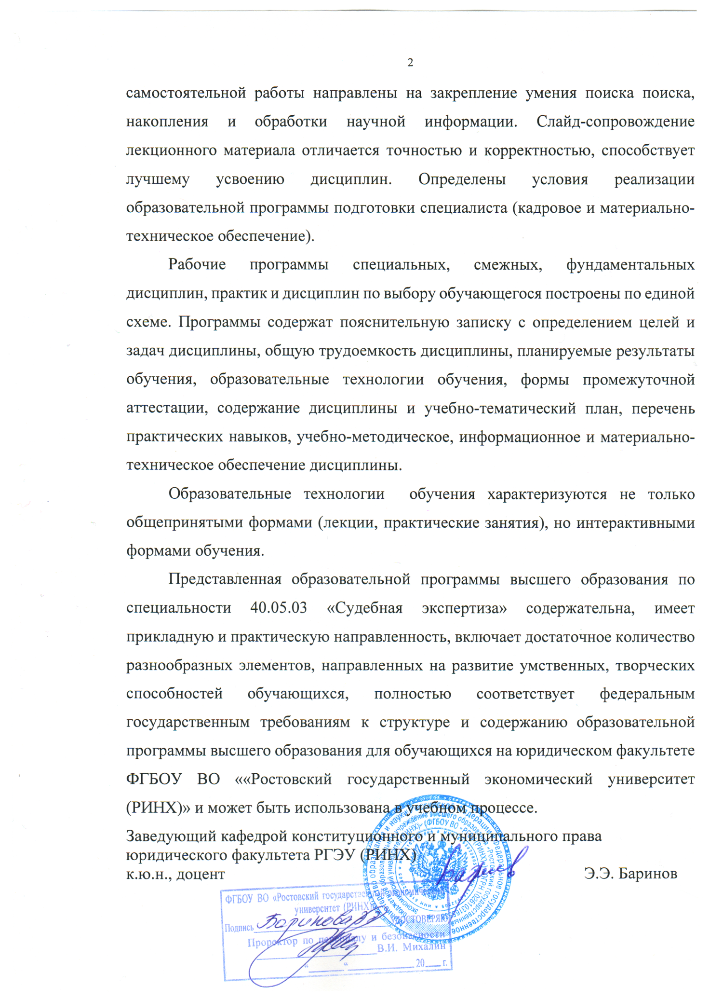 2
самостоятельной работы направлены на закрепление умения поиска поиска,
накопления и обработки научной информации. Слайд-сопровождение
лекционного материала отличается точностью и корректностью, способствует
лучшему усвоению дисциплин. Определены условия реализации
образовательной программы подготовки специалиста (кадровое и материально-
техническое обеспечение).
Рабочие программы специальных, смежных, фундаментальных
дисциплин, практик и дисциплин по выбору обучающегося построены по единой
схеме. Программы содержат пояснительную записку с определением целей и
задач дисциплины, общую трудоемкость дисциплины, планируемые результаты
обучения, образовательные технологии обучения, формы промежуточной
аттестации, содержание дисциплины и учебно-тематический план, перечень
практических навыков, учебно-методическое, информационное и материально-
техническое обеспечение дисциплины.
Образовательные технологии обучения характеризуются не только
общепринятыми формами (лекции, практические занятия), но интерактивными
формами обучения.
Представленная образовательной программы высшего образования по
специальности 40.05.03 «Судебная экспертиза» содержательна, имеет
прикладную и практическую направленность, включает достаточное количество
разнообразных элементов, направленных на развитие умственных, творческих
способностей обучающихся, полностью соответствует федеральным
государственным требованиям к структуре и содержанию образовательной
программы высшего образования для обучающихся на юридическом факультете
ФГБОУ ВО ««Ростовский государственный экономический университет
(РИНХ)» и может быть использована в учебном процессе.
Заведующий кафедрой конституционного и муниципального права
юридического факультета РГЭУ (РИНХ)
к.ю.н., доцент Э.Э. Баринов
ФГБОУ ВО «Ростовский государственный экономический
университет (РИНХ)»
Подпись Баринова Э.Э. УДОСТОВЕРЯЮ
Проректор по персоналу и безопасности
В.И. Михалин
“ “ 20 г.